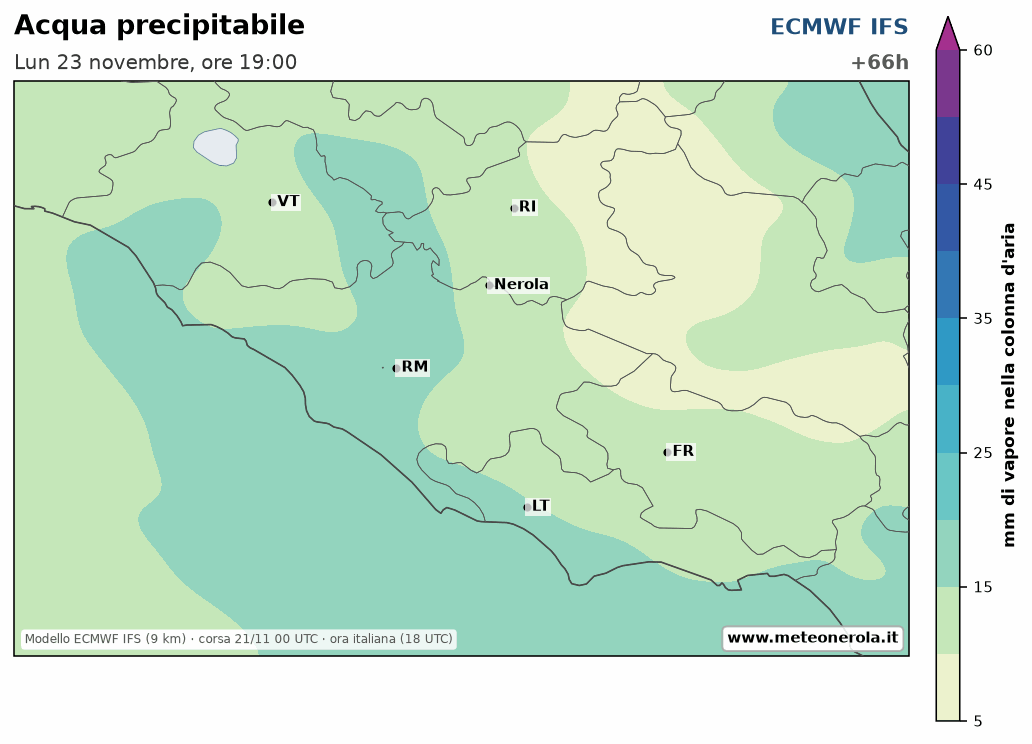 Acqua precipitabile
ECMWF IFS
Lun 23 novembre, ore 19:00
+66h
60
45
35
25
15
5
mm di vapore nella colonna d'aria
VT
RI
Nerola
RM
FR
LT
Modello ECMWF IFS (9 km) · corsa 21/11 00 UTC · ora italiana (18 UTC)
www.meteonerola.it